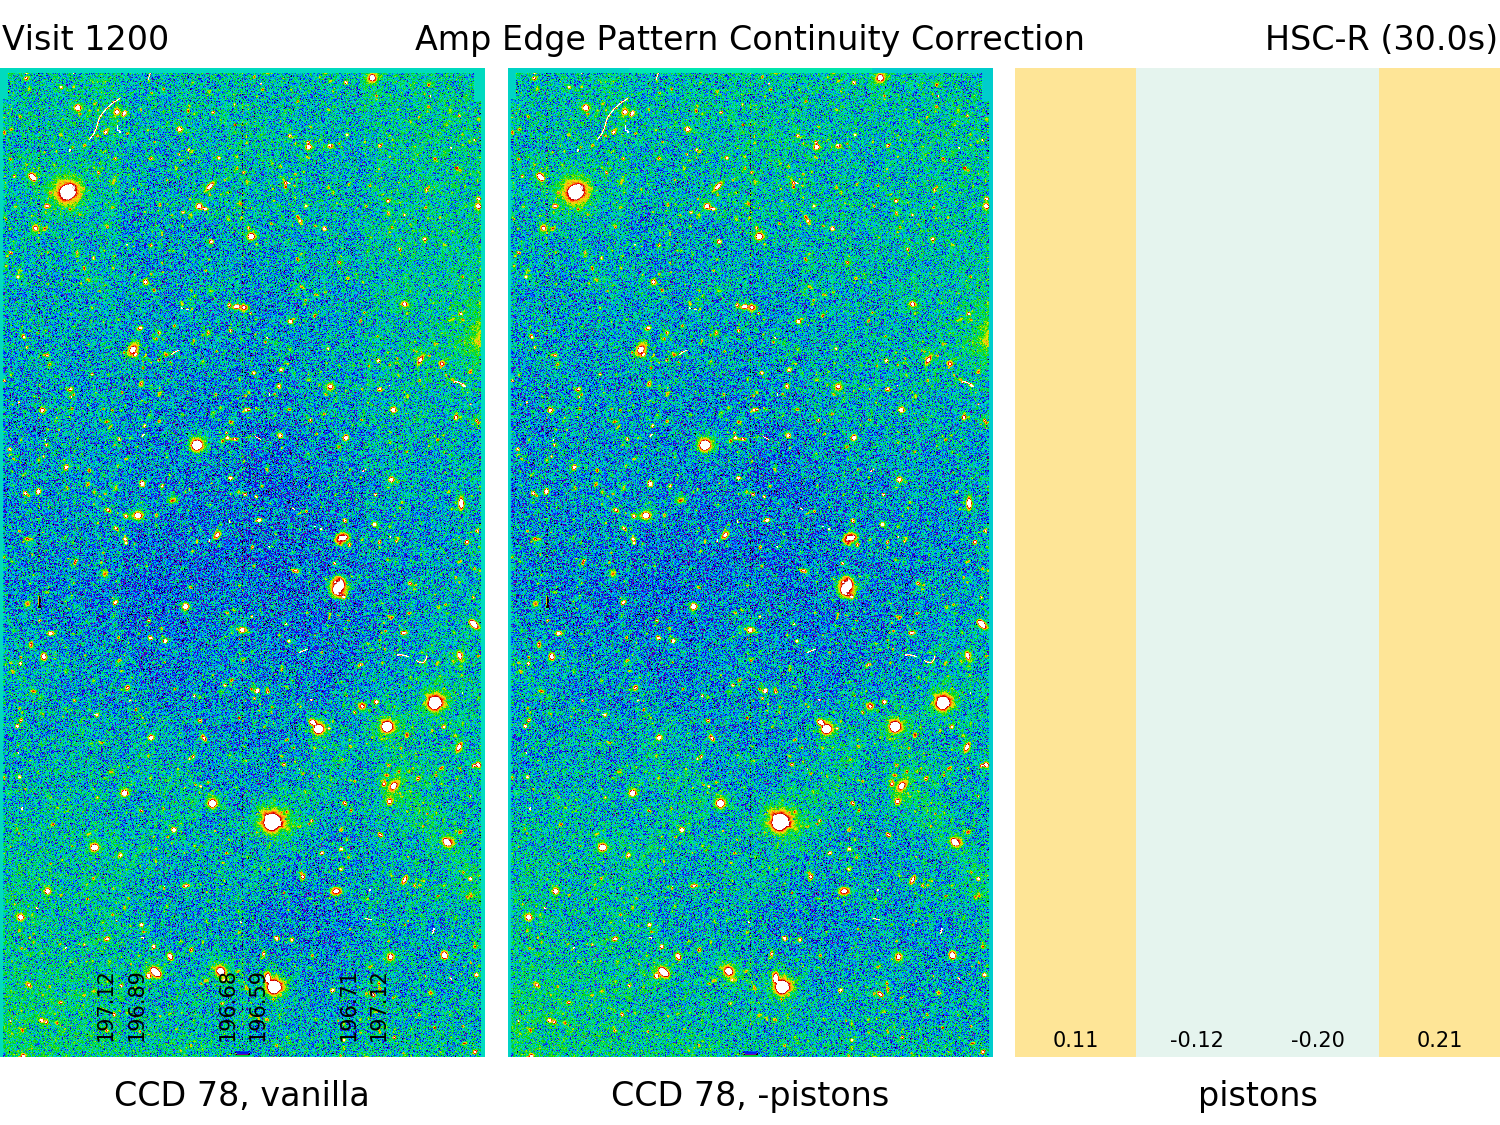 Visit 1200
Amp Edge Pattern Continuity Correction
HSC-R (30.0s)
197.12
196.89
196.68
196.59
196.71
197.12
0.11
-0.12
-0.20
0.21
CCD 78, vanilla
CCD 78, -pistons
pistons